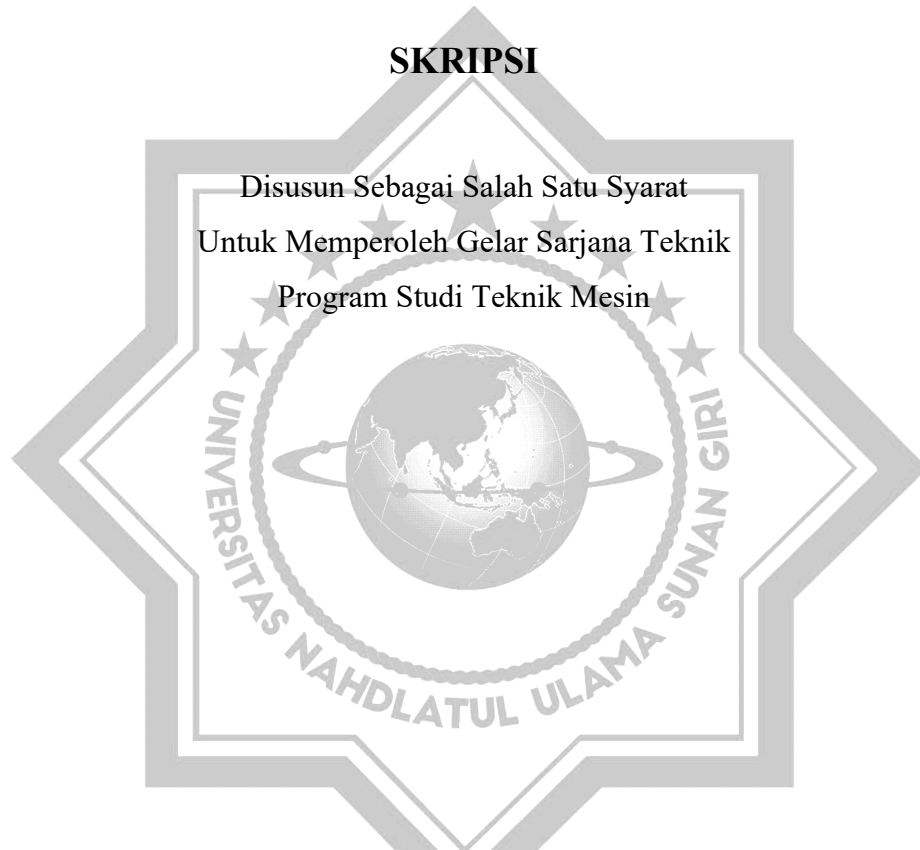 SKRIPSI
Disusun Sebagai Salah Satu Syarat
Untuk Memperoleh Gelar Sarjana Teknik
Program Studi Teknik Mesin
UNIVERSITAS NAHDLATUL ULAMA SUNAN GIRI